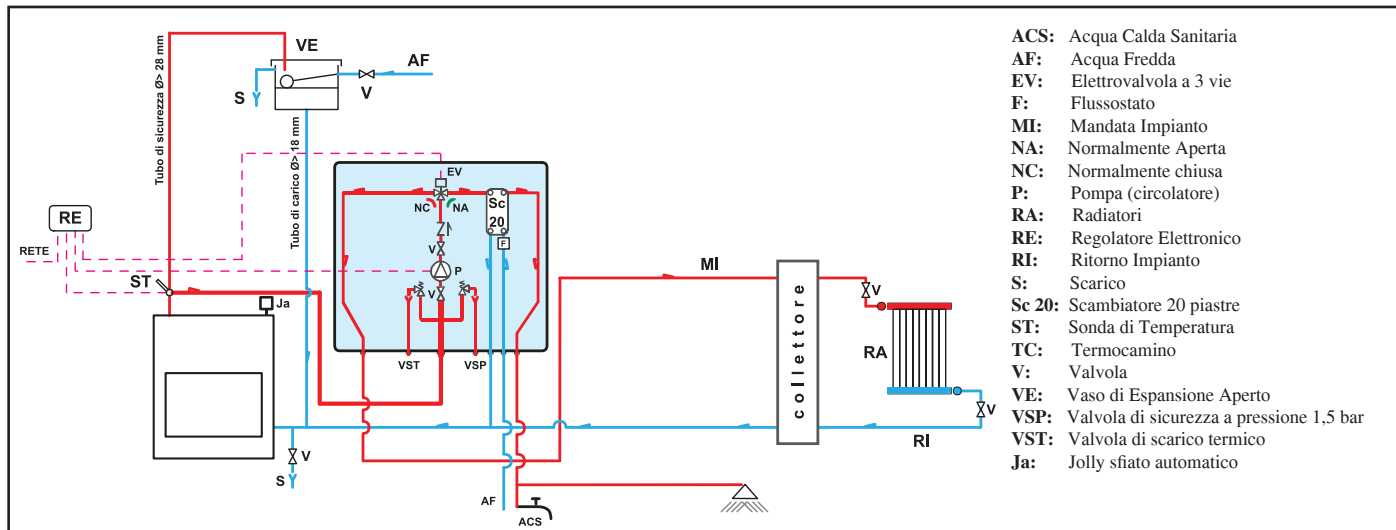 VE
AF
V
S
Tubo di sicurezza Ø> 28 mm
Tubo di carico Ø> 18 mm
EV
NC
NA
Sc
20
F
V
P
V
RE
RETE
ST
Ja
VST
VSP
MI
collettore
V
RA
V
RI
V
S
AF
ACS
ACS: Acqua Calda Sanitaria
AF: Acqua Fredda
EV: Elettrovalvola a 3 vie
F: Flussostato
MI: Mandata Impianto
NA: Normalmente Aperta
NC: Normalmente chiusa
P: Pompa (circolatore)
RA: Radiatori
RE: Regolatore Elettronico
RI: Ritorno Impianto
S: Scarico
Sc 20: Scambiatore 20 piastre
ST: Sonda di Temperatura
TC: Termocamino
V: Valvola
VE: Vaso di Espansione Aperto
VSP: Valvola di sicurezza a pressione 1,5 bar
VST: Valvola di scarico termico
Ja: Jolly sfiato automatico